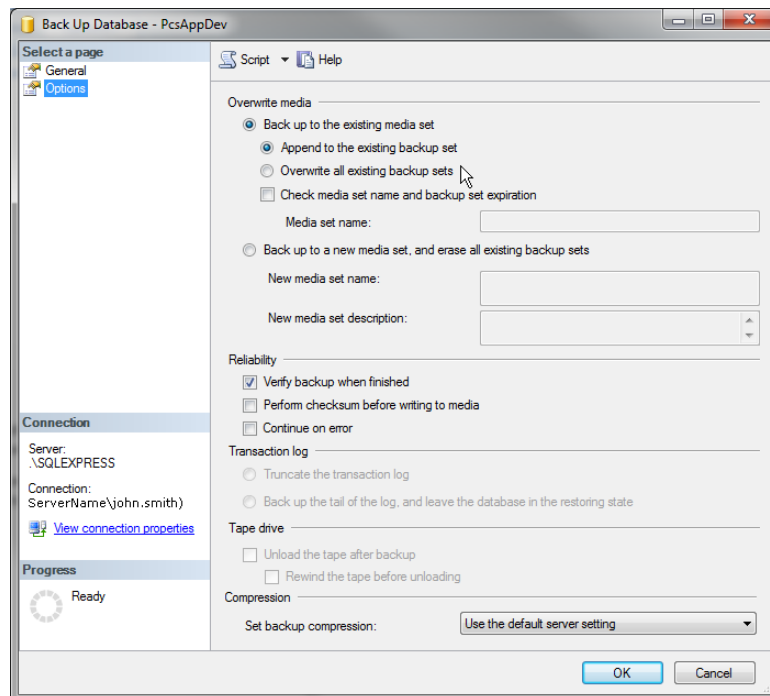 Back Up Database - PcsAppDev
Select a page
General
Options
Script Help
Overwrite media
Back up to the existing media set
Append to the existing backup set
Overwrite all existing backup sets
Check media set name and backup set expiration
Media set name:
Back up to a new media set, and erase all existing backup sets
New media set name:
New media set description:
Reliability
Verify backup when finished
Perform checksum before writing to media
Continue on error
Transaction log
Truncate the transaction log
Back up the tail of the log, and leave the database in the restoring state
Tape drive
Unload the tape after backup
Rewind the tape before unloading
Compression
Set backup compression: Use the default server setting
Connection
Server:
.\SQLEXPRESS
Connection:
ServerName\john.smith)
View connection properties
Progress
Ready
OK Cancel